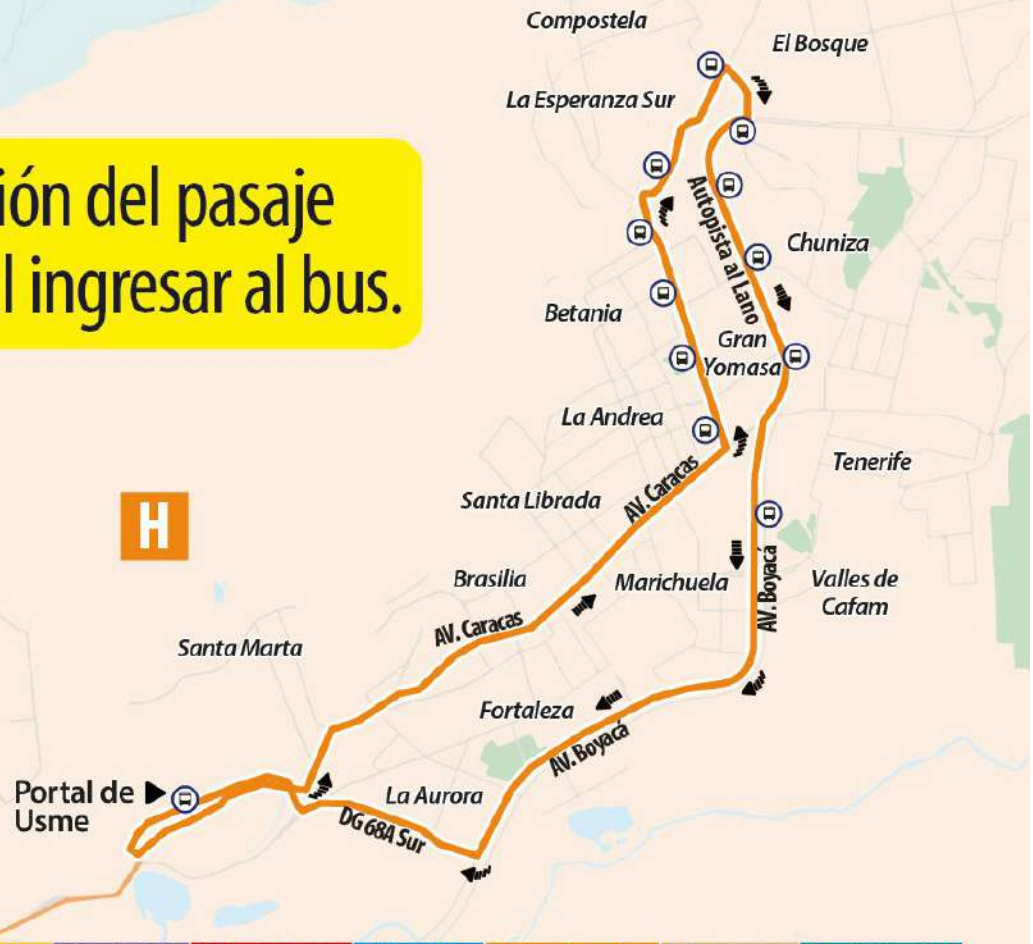 Compostela
El Bosque
La Esperanza Sur
ión del pasaje
l ingresar al bus.
Autopista al Lano
Chuniza
Betania
Gran
Yomasa
La Andrea
Tenerife
AV. Caracas
Santa Librada
H
AV. Boyacá
Brasilia
Marichuela
Valles de
Cafam
AV. Caracas
Santa Marta
Fortaleza
AV. Boyacá
Portal de
Usme
La Aurora
DG 68A Sur